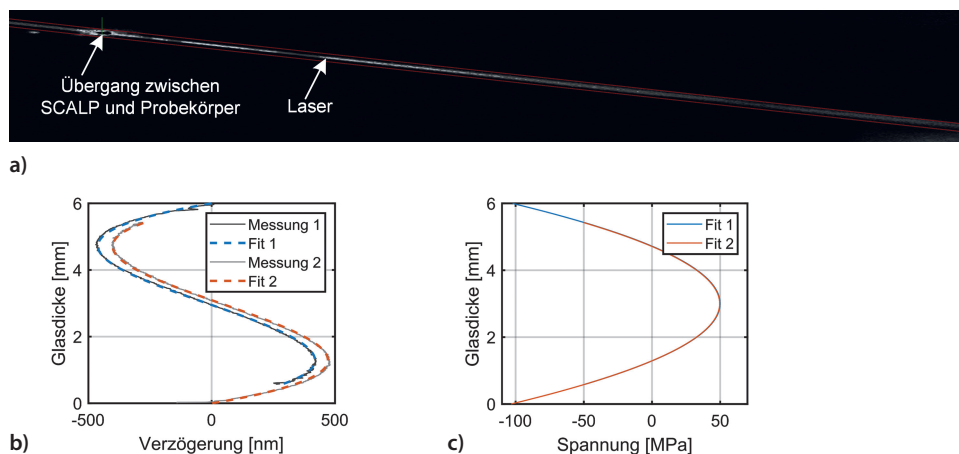 Übergang zwischen
SCALP und Probekörper
Laser
a)
6
4
2
0
Glasdicke [mm]
Messung 1
Fit 1
Messung 2
Fit 2
-500
0
500
Verzögerung [nm]
b)
6
4
2
0
Glasdicke [mm]
Fit 1
Fit 2
-100
-50
0
50
Spannung [MPa]
c)